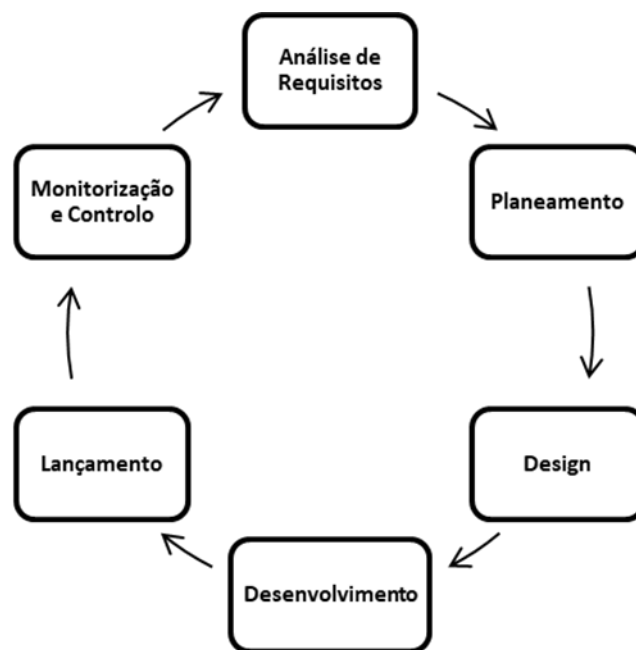 Análise de
Requisitos
Planeamento
Design
Desenvolvimento
Lançamento
Monitorização
e Controlo